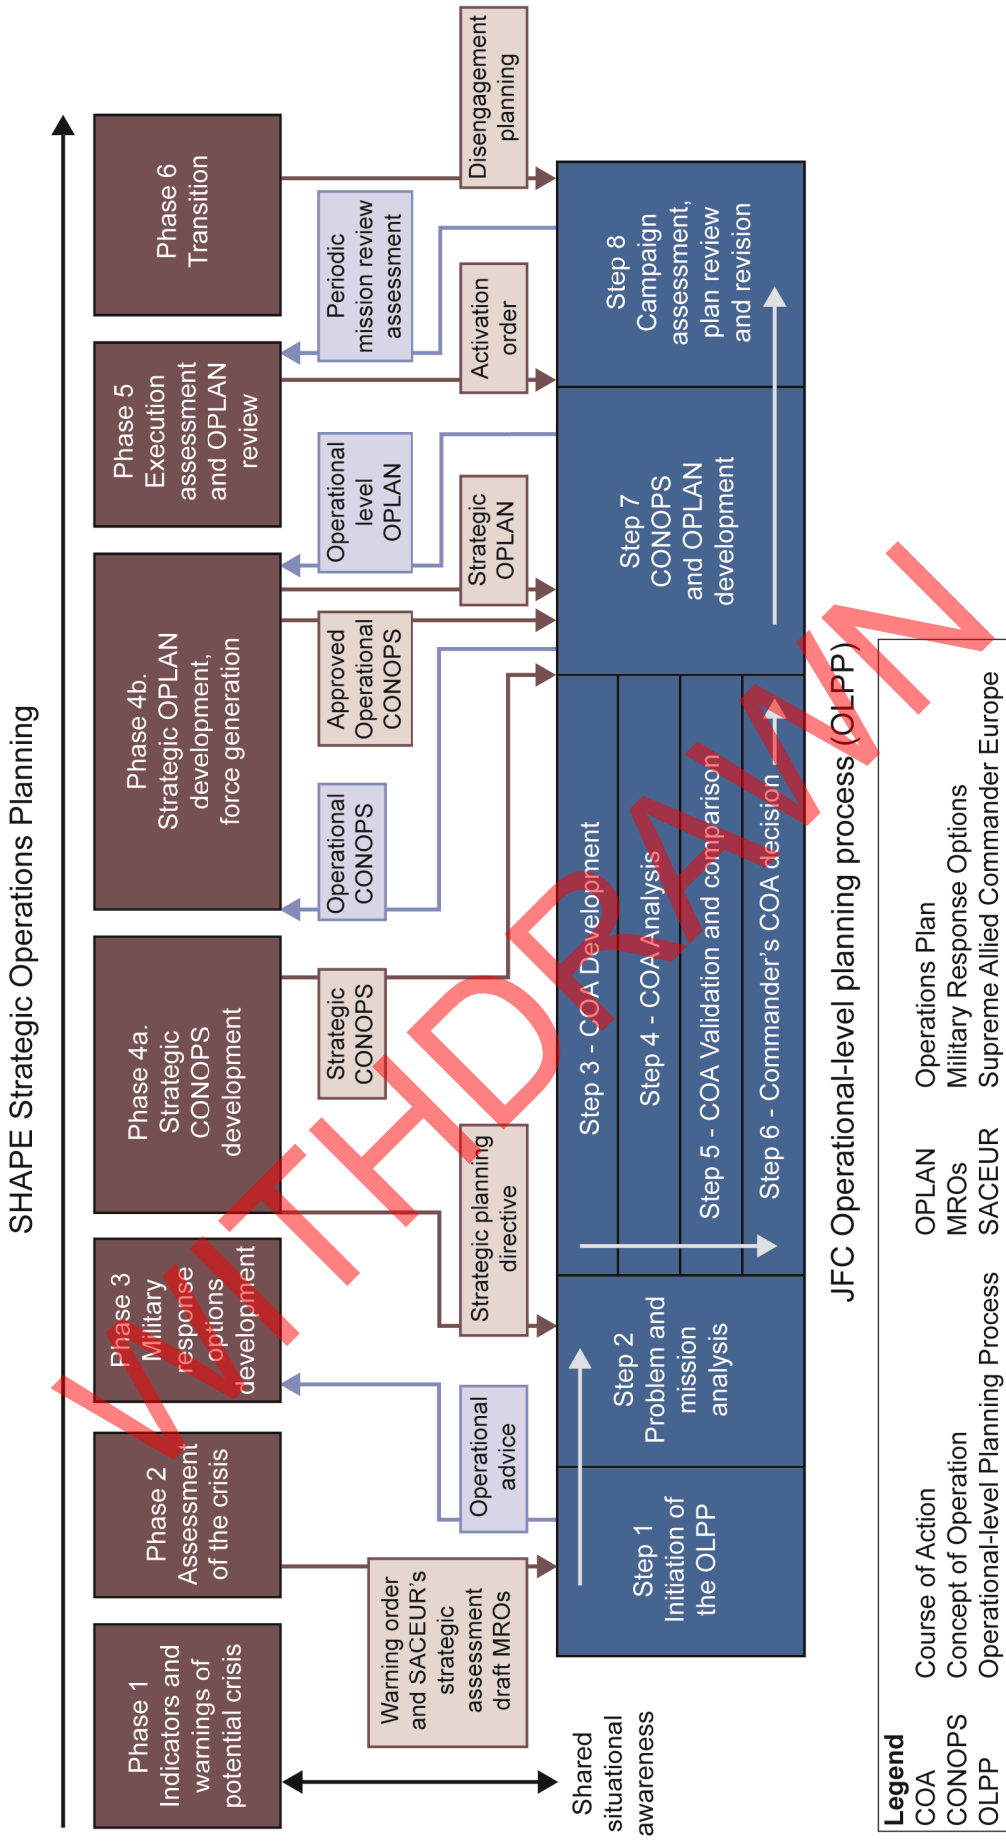 SHAPE Strategic Operations Planning
Phase 1
Indicators and
warnings of
potential crisis
Phase 2
Assessment
of the crisis
Phase 3
Military
response
options
development
Phase 4a.
Strategic
CONOPS
development
Phase 4b.
Strategic OPLAN
development,
force generation
Phase 5
Execution
assessment
and OPLAN
review
Phase 6
Transition
Warning order
and SACEUR’s
strategic
assessment
draft MROs
Operational
advice
Strategic planning
directive
Strategic
CONOPS
Operational
CONOPS
Approved
Operational
CONOPS
Strategic
OPLAN
Operational
level
OPLAN
Activation
order
Periodic
mission review
assessment
Disengagement
planning
Shared
situational
awareness
Step 1
Initiation of
the OLPP
Step 2
Problem and
mission
analysis
Step 3 - COA Development
Step 4 - COA Analysis
Step 5 - COA Validation and comparison
Step 6 - Commander’s COA decision
Step 7
CONOPS
and OPLAN
development
Step 8
Campaign
assessment,
plan review
and revision
JFC Operational-level planning process (OLPP)
WITHDRAWN
Legend
COA Course of Action OPLAN Operations Plan
CONOPS Concept of Operation MROs Military Response Options
OLPP Operational-level Planning Process SACEUR Supreme Allied Commander Europe